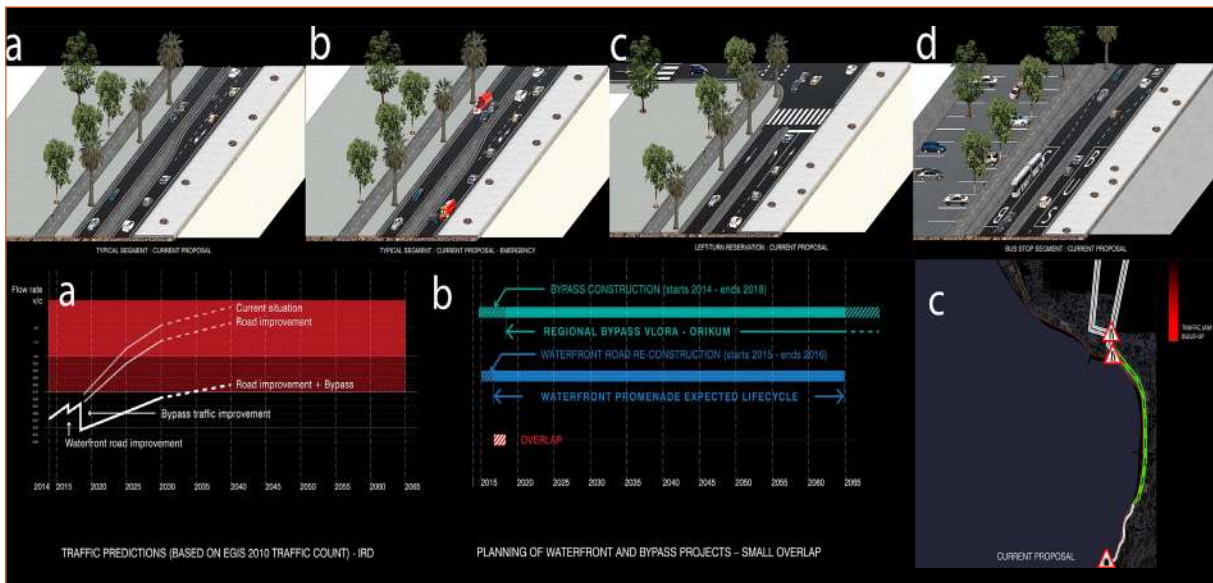 a
b
c
d
TYPICAL SEGMENT : CURRENT PROPOSAL
TYPICAL SEGMENT : CURRENT PROPOSAL - EMERGENCY
LEFT-TURN RESERVATION : CURRENT PROPOSAL
BUS STOP SEGMENT : CURRENT PROPOSAL
BUS
BUS
a
Flow rate
v/c
Current situation
Road improvement
Road improvement + Bypass
Bypass traffic improvement
Waterfront road improvement
2014 2015 2020 2025 2030 2035 2040 2045 2050 2055 2060 2065
TRAFFIC PREDICTIONS (BASED ON EGIS 2010 TRAFFIC COUNT) - IRD
b
BYPASS CONSTRUCTION (starts 2014 - ends 2018)
REGIONAL BYPASS VLORA - ORIKUM
WATERFRONT ROAD RE-CONSTRUCTION (starts 2015 - ends 2016)
WATERFRONT PROMENADE EXPECTED LIFECYCLE
OVERLAP
2015 2020 2025 2030 2035 2040 2045 2050 2055 2060 2065
PLANNING OF WATERFRONT AND BYPASS PROJECTS – SMALL OVERLAP
c
TRAFFIC JAM
BUILD-UP
CURRENT PROPOSAL